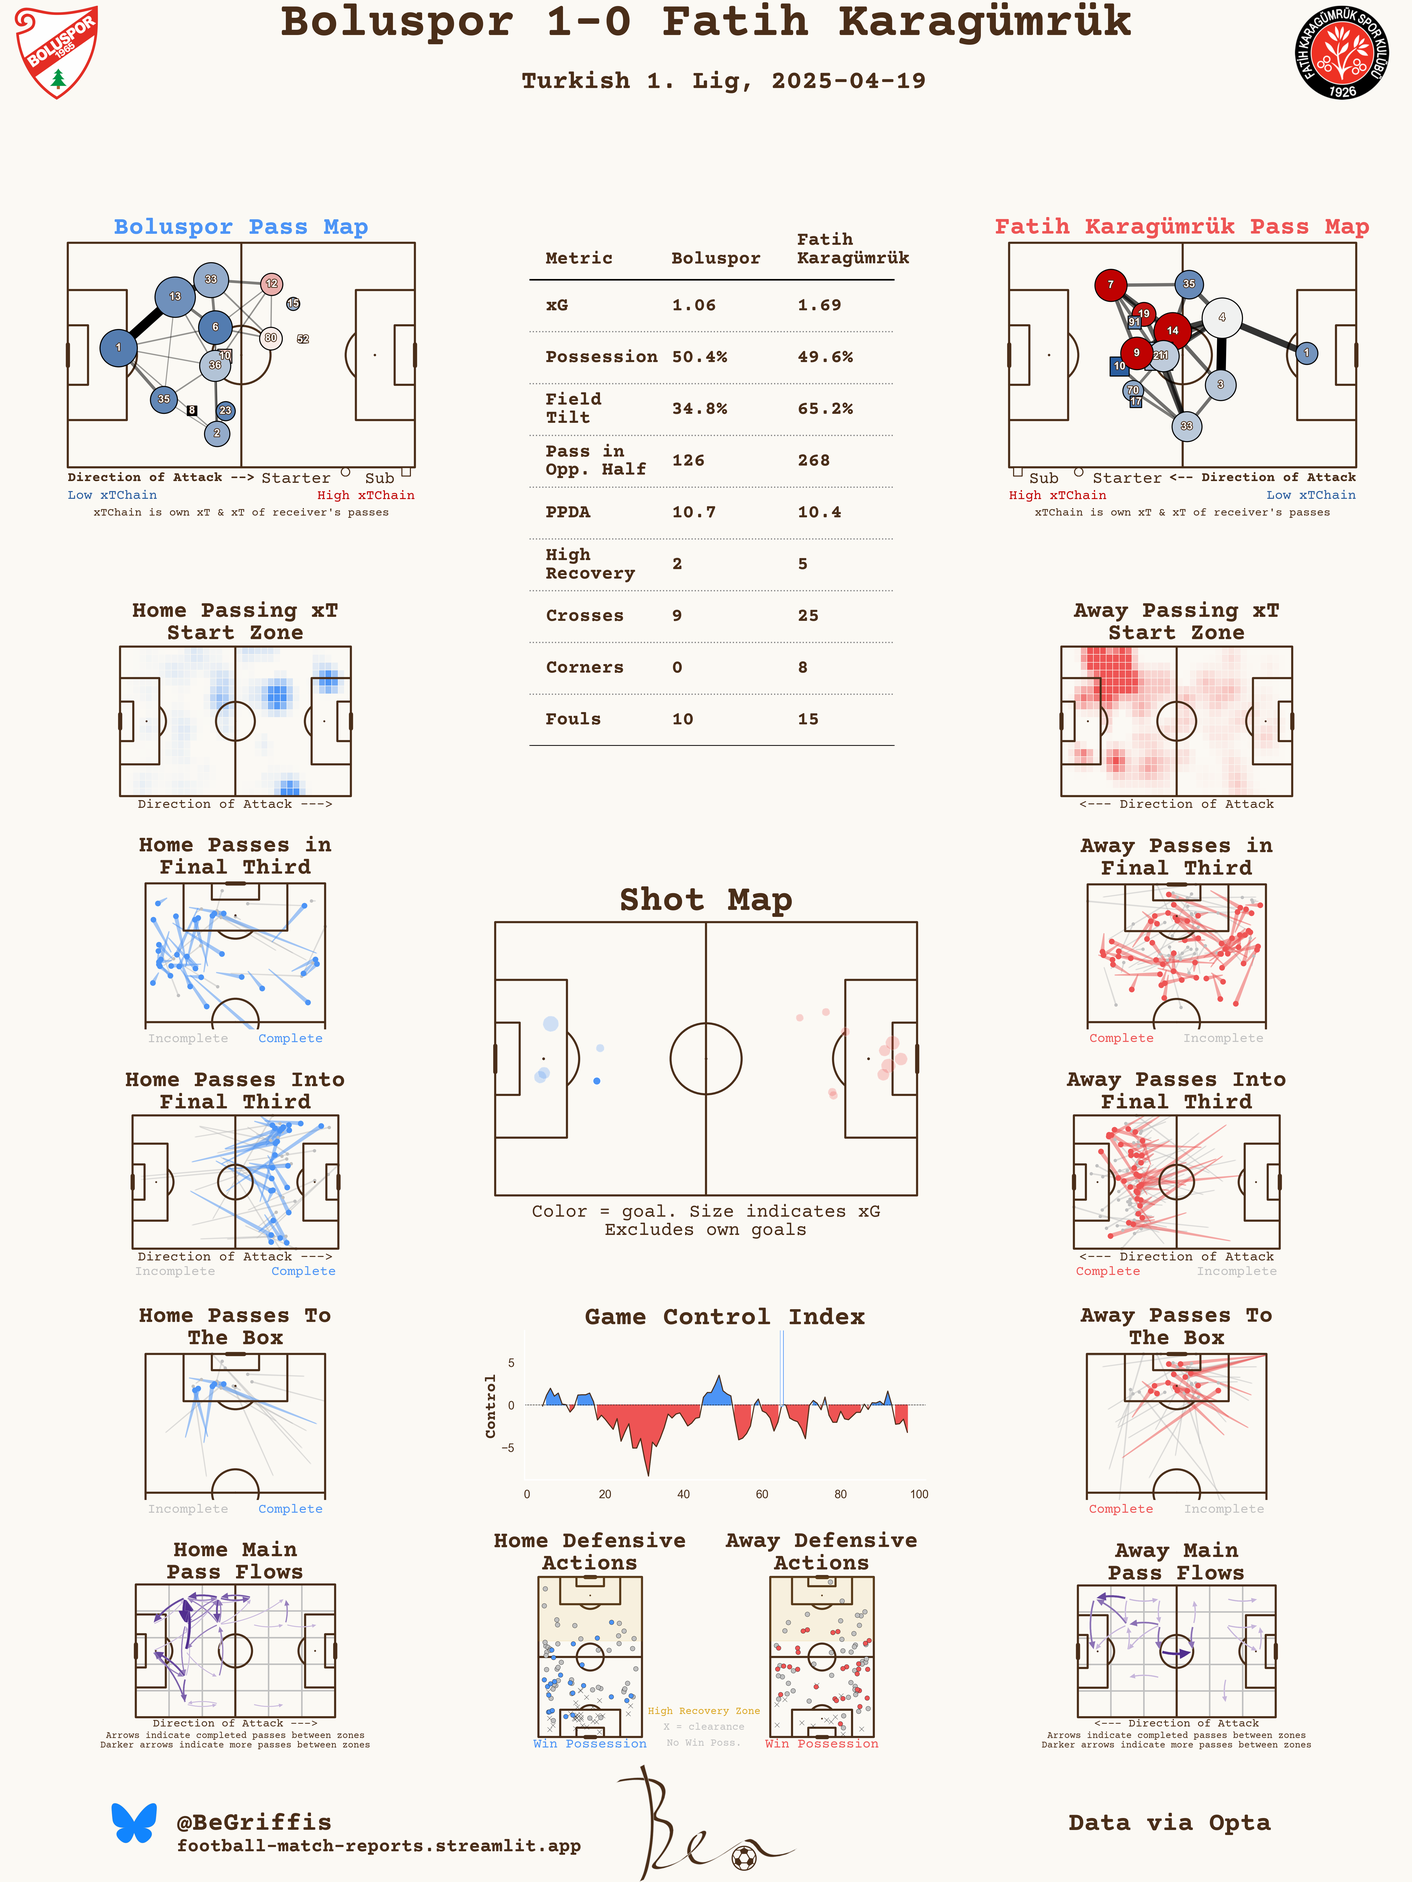 Boluspor 1-0 Fatih Karagümrük
Turkish 1. Lig, 2025-04-19
BOLUSPOR
1965
FATİH KARAGÜMRÜK SPOR KULÜBÜ
1926
Boluspor Pass Map
33
12
13
15
6
80
52
1
10
36
35
8
23
2
Direction of Attack --> Starter Sub
Low xTChain High xTChain
xTChain is own xT & xT of receiver's passes
Metric Boluspor Fatih Karagümrük
xG 1.06 1.69
Possession 50.4% 49.6%
Field Tilt 34.8% 65.2%
Pass in Opp. Half 126 268
PPDA 10.7 10.4
High Recovery 2 5
Crosses 9 25
Corners 0 8
Fouls 10 15
Fatih Karagümrük Pass Map
7
35
19
91
4
14
9
11
1
10
3
70
17
33
Sub Starter <-- Direction of Attack
High xTChain Low xTChain
xTChain is own xT & xT of receiver's passes
Home Passing xT
Start Zone
Direction of Attack --->
Away Passing xT
Start Zone
<--- Direction of Attack
Home Passes in
Final Third
Incomplete Complete
Away Passes in
Final Third
Complete Incomplete
Shot Map
Color = goal. Size indicates xG
Excludes own goals
Home Passes Into
Final Third
Direction of Attack --->
Incomplete Complete
Away Passes Into
Final Third
<--- Direction of Attack
Complete Incomplete
Home Passes To
The Box
Incomplete Complete
Game Control Index
Control
5
0
−5
0 20 40 60 80 100
Away Passes To
The Box
Complete Incomplete
Home Main
Pass Flows
Direction of Attack --->
Arrows indicate completed passes between zones
Darker arrows indicate more passes between zones
Home Defensive
Actions
Win Possession
High Recovery Zone
X = clearance
No Win Poss.
Away Defensive
Actions
Win Possession
Away Main
Pass Flows
<--- Direction of Attack
Arrows indicate completed passes between zones
Darker arrows indicate more passes between zones
@BeGriffis
football-match-reports.streamlit.app
Ben
Data via Opta